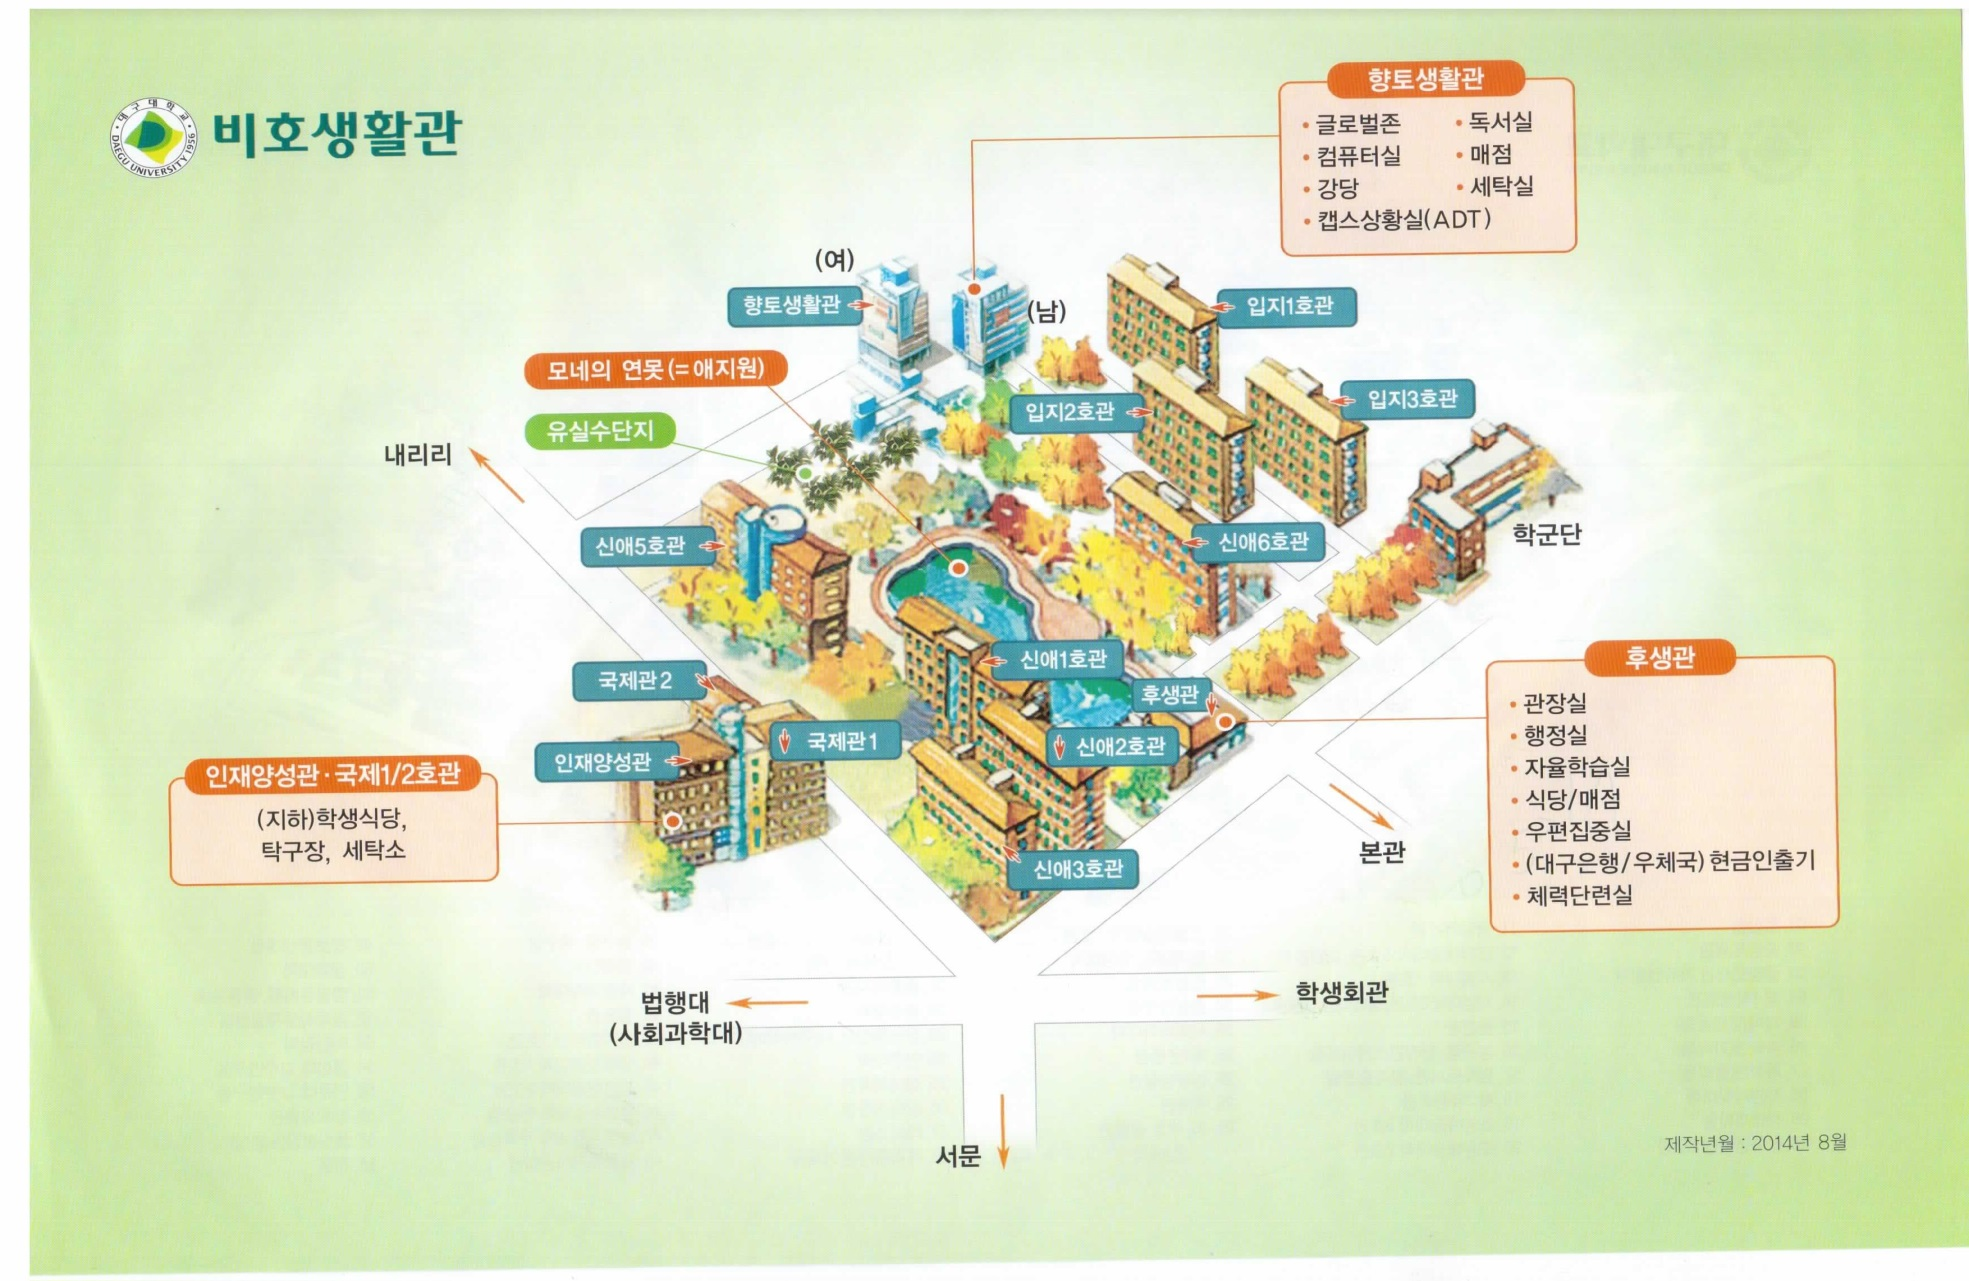 대구대학교
DAEGU UNIVERSITY 1956
비호생활관
향토생활관
• 글로벌존
• 독서실
• 컴퓨터실
• 매점
• 강당
• 세탁실
• 캡스상황실(ADT)
(여)
향토생활관
(남)
입지1호관
모네의 연못(=애지원)
입지2호관
입지3호관
유실수단지
내리리
신애5호관
신애6호관
학군단
신애1호관
국제관2
후생관
국제관1
신애2호관
인재양성관
신애3호관
인재양성관·국제1/2호관
(지하)학생식당,
탁구장, 세탁소
후생관
• 관장실
• 행정실
• 자율학습실
• 식당/매점
• 우편집중실
• (대구은행/우체국)현금인출기
• 체력단련실
본관
법행대
(사회과학대)
학생회관
서문
제작년월 : 2014년 8월